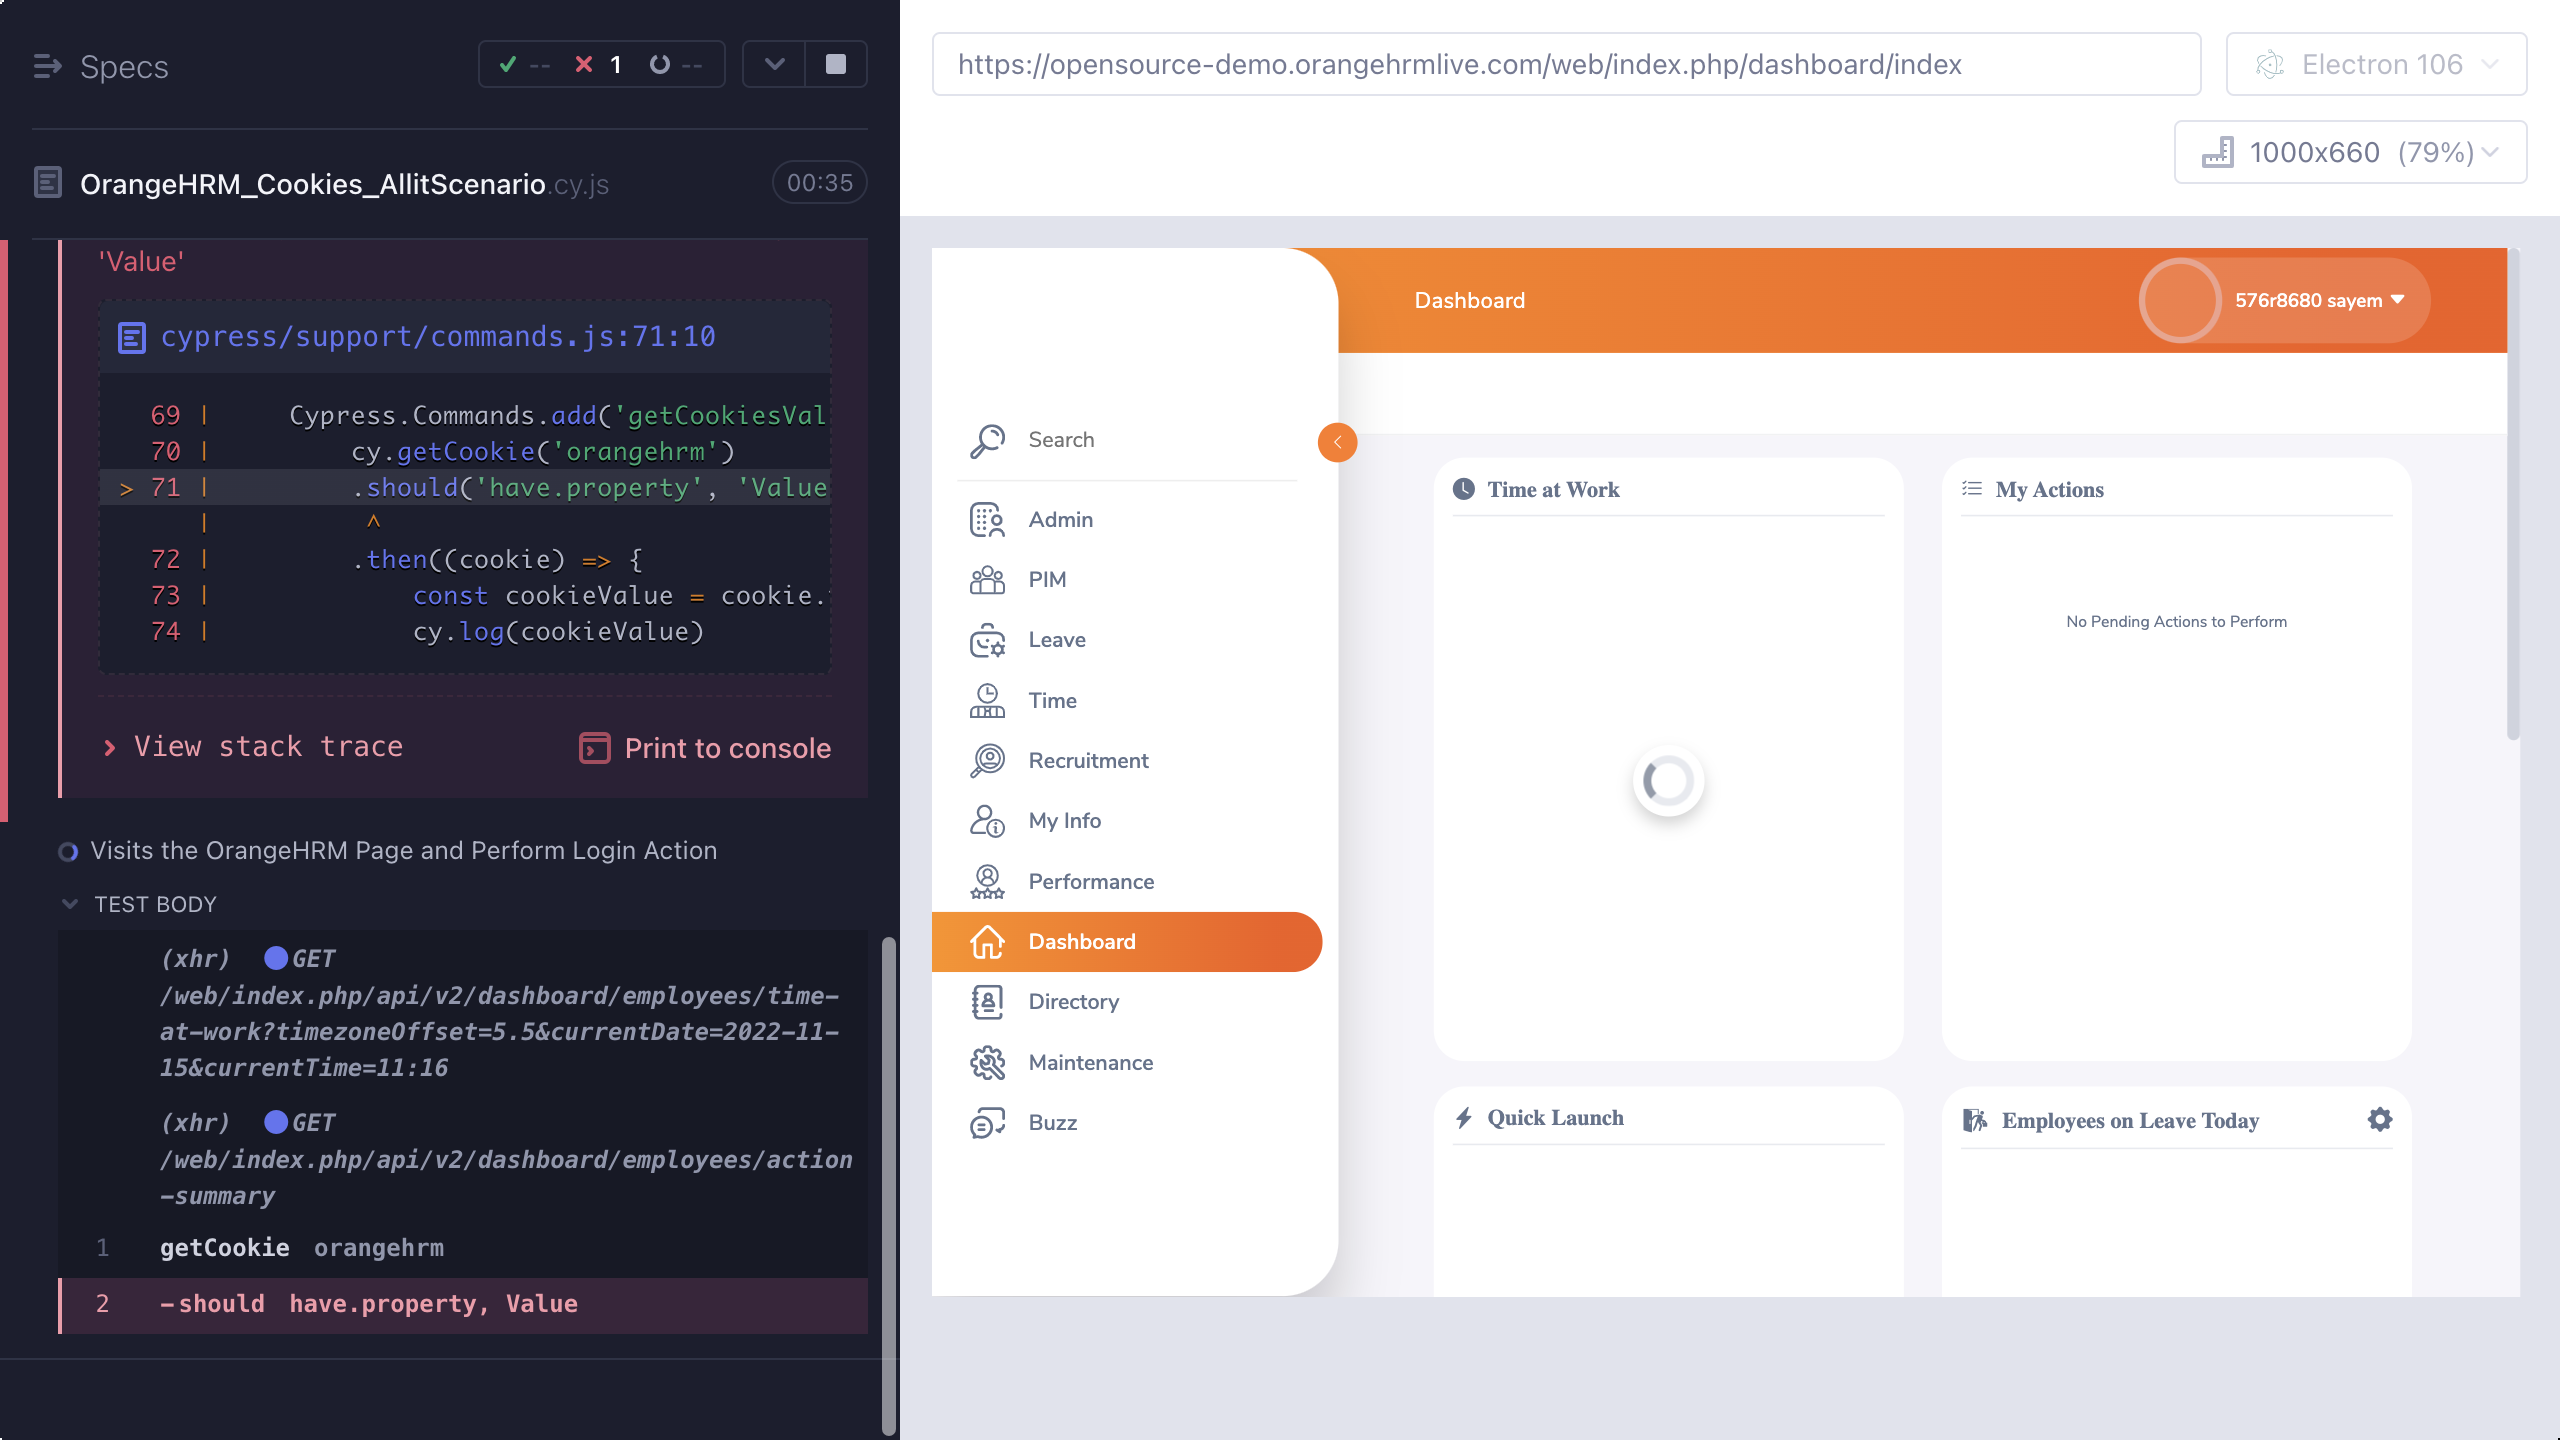 Specs
-- 1 --
OrangeHRM_Cookies_AllitScenario.cy.js 00:35
'Value'
cypress/support/commands.js:71:10
69 | Cypress.Commands.add('getCookiesVal
70 | cy.getCookie('orangehrm')
> 71 | .should('have.property', 'Value
| ^
72 | .then((cookie) => {
73 | const cookieValue = cookie.
74 | cy.log(cookieValue)
View stack trace
Print to console
Visits the OrangeHRM Page and Perform Login Action
TEST BODY
(xhr) GET
/web/index.php/api/v2/dashboard/employees/time-
at-work?timezoneOffset=5.5&currentDate=2022-11-
15&currentTime=11:16
(xhr) GET
/web/index.php/api/v2/dashboard/employees/action
-summary
1 getCookie orangehrm
2 -should have.property, Value
https://opensource-demo.orangehrmlive.com/web/index.php/dashboard/index
Electron 106
1000x660 (79%)
Dashboard
576r8680 sayem
Search
Admin
PIM
Leave
Time
Recruitment
My Info
Performance
Dashboard
Directory
Maintenance
Buzz
Time at Work
My Actions
No Pending Actions to Perform
Quick Launch
Employees on Leave Today